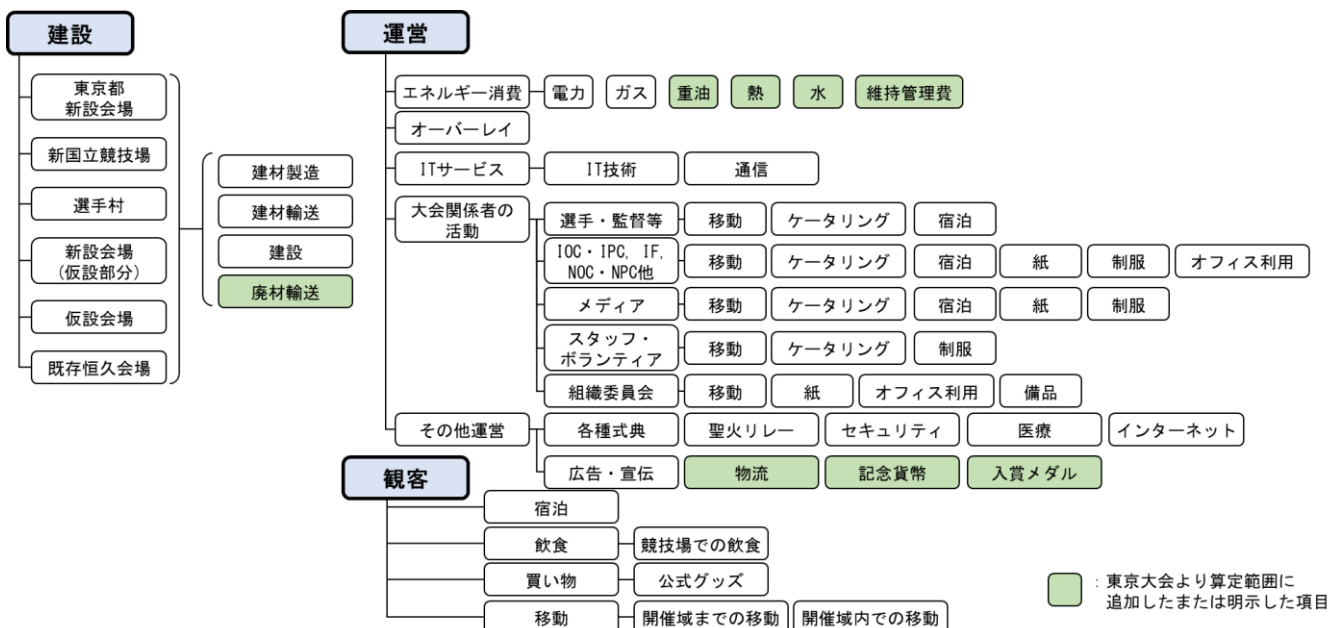 建設
東京都
新設会場
新国立競技場
選手村
新設会場
(仮設部分)
仮設会場
既存恒久会場
建材製造
建材輸送
建設
廃材輸送
運営
エネルギー消費 電力 ガス 重油 熱 水 維持管理費
オーバーレイ
ITサービス IT技術 通信
大会関係者の
活動
選手・監督等 移動 ケータリング 宿泊
IOC・IPC, IF,
NOC・NPC他
移動 ケータリング 宿泊 紙 制服 オフィス利用
メディア 移動 ケータリング 宿泊 紙 制服
スタッフ・
ボランティア
移動 ケータリング 制服
組織委員会 移動 紙 オフィス利用 備品
その他運営 各種式典 聖火リレー セキュリティ 医療 インターネット
広告・宣伝 物流 記念貨幣 入賞メダル
観客
宿泊
飲食 競技場での飲食
買い物 公式グッズ
移動 開催域までの移動 開催域内での移動
：東京大会より算定範囲に
追加したまたは明示した項目